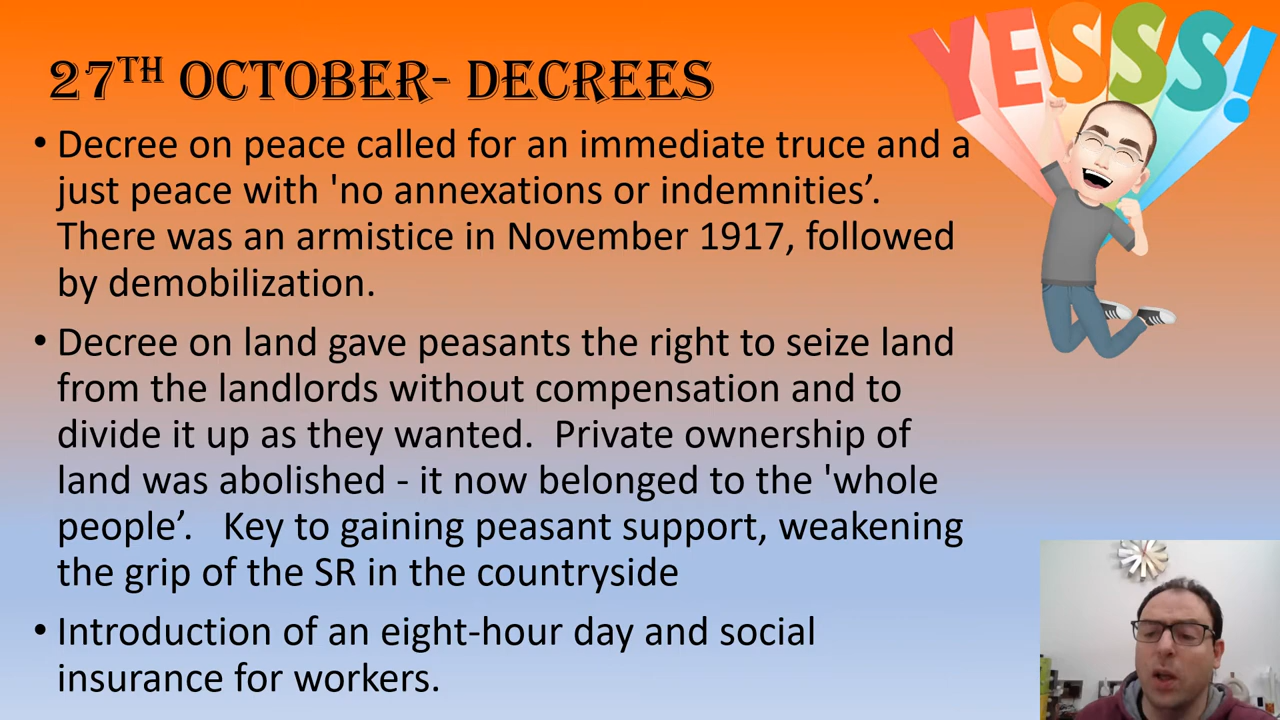 27TH OCTOBER- DECREES
YESSS!
• Decree on peace called for an immediate truce and a
just peace with 'no annexations or indemnities’.
There was an armistice in November 1917, followed
by demobilization.
• Decree on land gave peasants the right to seize land
from the landlords without compensation and to
divide it up as they wanted.  Private ownership of
land was abolished - it now belonged to the 'whole
people’.   Key to gaining peasant support, weakening
the grip of the SR in the countryside
• Introduction of an eight-hour day and social
insurance for workers.